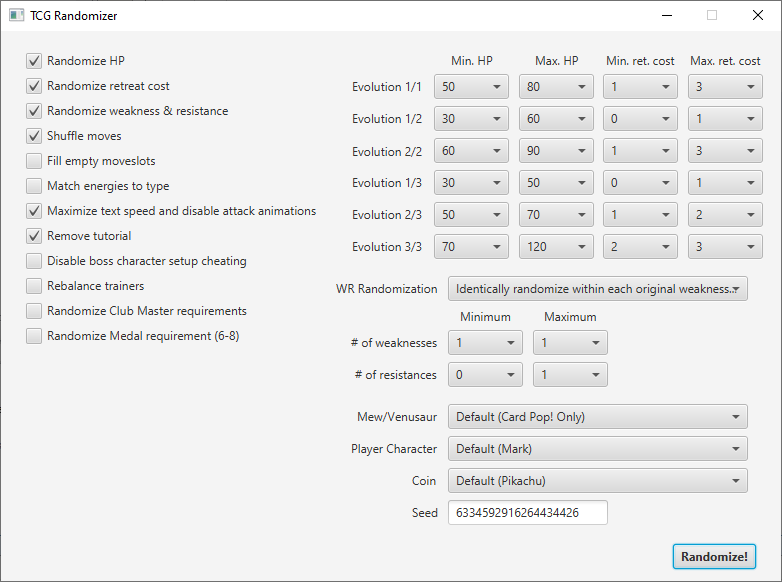 TCG Randomizer
Randomize HP
Randomize retreat cost
Randomize weakness & resistance
Shuffle moves
Fill empty moveslots
Match energies to type
Maximize text speed and disable attack animations
Remove tutorial
Disable boss character setup cheating
Rebalance trainers
Randomize Club Master requirements
Randomize Medal requirement (6-8)
Min. HP Max. HP Min. ret. cost Max. ret. cost
Evolution 1/1 50 80 1 3
Evolution 1/2 30 60 0 1
Evolution 2/2 60 90 1 3
Evolution 1/3 30 50 0 1
Evolution 2/3 50 70 1 2
Evolution 3/3 70 120 2 3
WR Randomization Identically randomize within each original weakness...
Minimum Maximum
# of weaknesses 1 1
# of resistances 0 1
Mew/Venusaur Default (Card Pop! Only)
Player Character Default (Mark)
Coin Default (Pikachu)
Seed 6334592916264434426
Randomize!